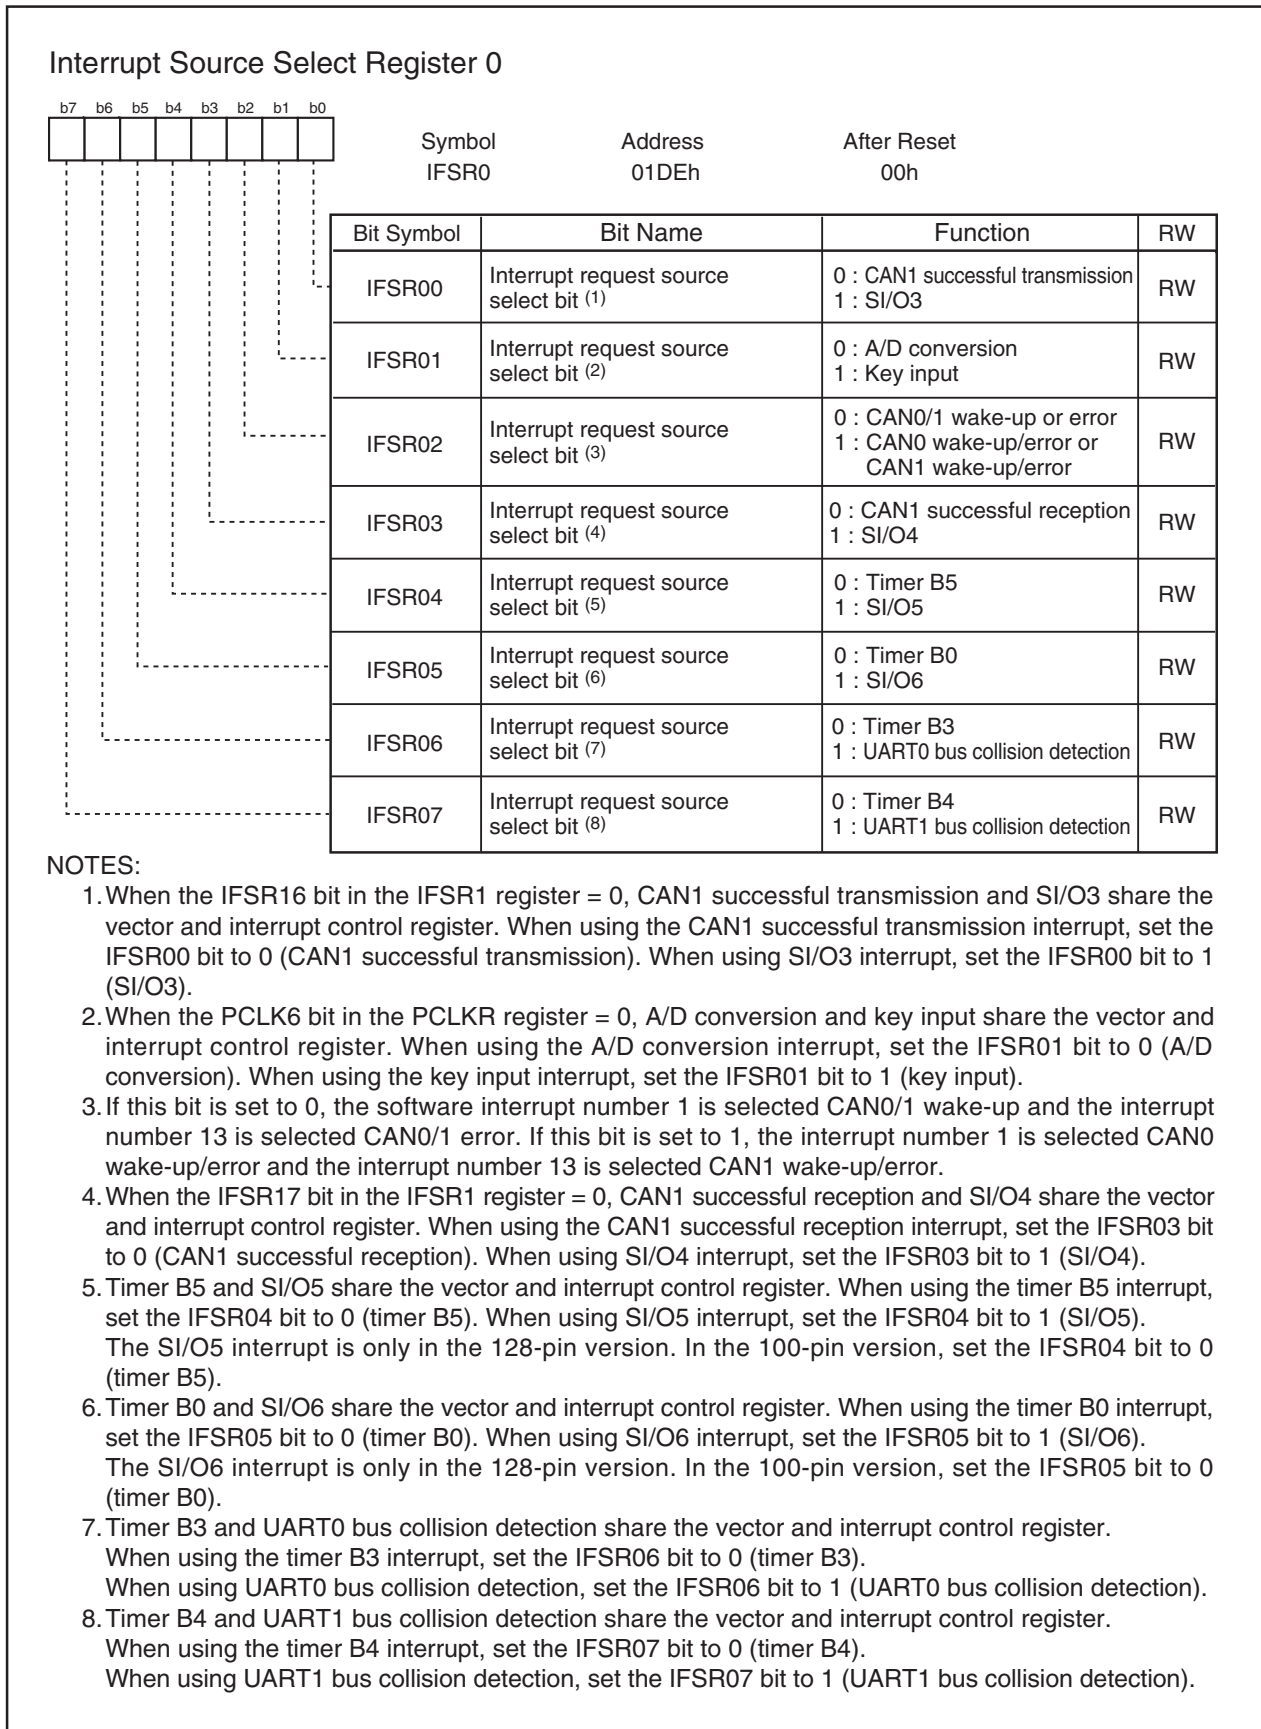 Interrupt Source Select Register 0
b7 b6 b5 b4 b3 b2 b1 b0
Symbol Address After Reset
IFSR0 01DEh 00h
Bit Symbol Bit Name Function RW
IFSR00 Interrupt request source select bit (1) 0 : CAN1 successful transmission 1 : SI/O3 RW
IFSR01 Interrupt request source select bit (2) 0 : A/D conversion 1 : Key input RW
IFSR02 Interrupt request source select bit (3) 0 : CAN0/1 wake-up or error 1 : CAN0 wake-up/error or CAN1 wake-up/error RW
IFSR03 Interrupt request source select bit (4) 0 : CAN1 successful reception 1 : SI/O4 RW
IFSR04 Interrupt request source select bit (5) 0 : Timer B5 1 : SI/O5 RW
IFSR05 Interrupt request source select bit (6) 0 : Timer B0 1 : SI/O6 RW
IFSR06 Interrupt request source select bit (7) 0 : Timer B3 1 : UART0 bus collision detection RW
IFSR07 Interrupt request source select bit (8) 0 : Timer B4 1 : UART1 bus collision detection RW
NOTES:
1. When the IFSR16 bit in the IFSR1 register = 0, CAN1 successful transmission and SI/O3 share the
vector and interrupt control register. When using the CAN1 successful transmission interrupt, set the
IFSR00 bit to 0 (CAN1 successful transmission). When using SI/O3 interrupt, set the IFSR00 bit to 1
(SI/O3).
2. When the PCLK6 bit in the PCLKR register = 0, A/D conversion and key input share the vector and
interrupt control register. When using the A/D conversion interrupt, set the IFSR01 bit to 0 (A/D
conversion). When using the key input interrupt, set the IFSR01 bit to 1 (key input).
3. If this bit is set to 0, the software interrupt number 1 is selected CAN0/1 wake-up and the interrupt
number 13 is selected CAN0/1 error. If this bit is set to 1, the interrupt number 1 is selected CAN0
wake-up/error and the interrupt number 13 is selected CAN1 wake-up/error.
4. When the IFSR17 bit in the IFSR1 register = 0, CAN1 successful reception and SI/O4 share the vector
and interrupt control register. When using the CAN1 successful reception interrupt, set the IFSR03 bit
to 0 (CAN1 successful reception). When using SI/O4 interrupt, set the IFSR03 bit to 1 (SI/O4).
5. Timer B5 and SI/O5 share the vector and interrupt control register. When using the timer B5 interrupt,
set the IFSR04 bit to 0 (timer B5). When using SI/O5 interrupt, set the IFSR04 bit to 1 (SI/O5).
The SI/O5 interrupt is only in the 128-pin version. In the 100-pin version, set the IFSR04 bit to 0
(timer B5).
6. Timer B0 and SI/O6 share the vector and interrupt control register. When using the timer B0 interrupt,
set the IFSR05 bit to 0 (timer B0). When using SI/O6 interrupt, set the IFSR05 bit to 1 (SI/O6).
The SI/O6 interrupt is only in the 128-pin version. In the 100-pin version, set the IFSR05 bit to 0
(timer B0).
7. Timer B3 and UART0 bus collision detection share the vector and interrupt control register.
When using the timer B3 interrupt, set the IFSR06 bit to 0 (timer B3).
When using UART0 bus collision detection, set the IFSR06 bit to 1 (UART0 bus collision detection).
8. Timer B4 and UART1 bus collision detection share the vector and interrupt control register.
When using the timer B4 interrupt, set the IFSR07 bit to 0 (timer B4).
When using UART1 bus collision detection, set the IFSR07 bit to 1 (UART1 bus collision detection).